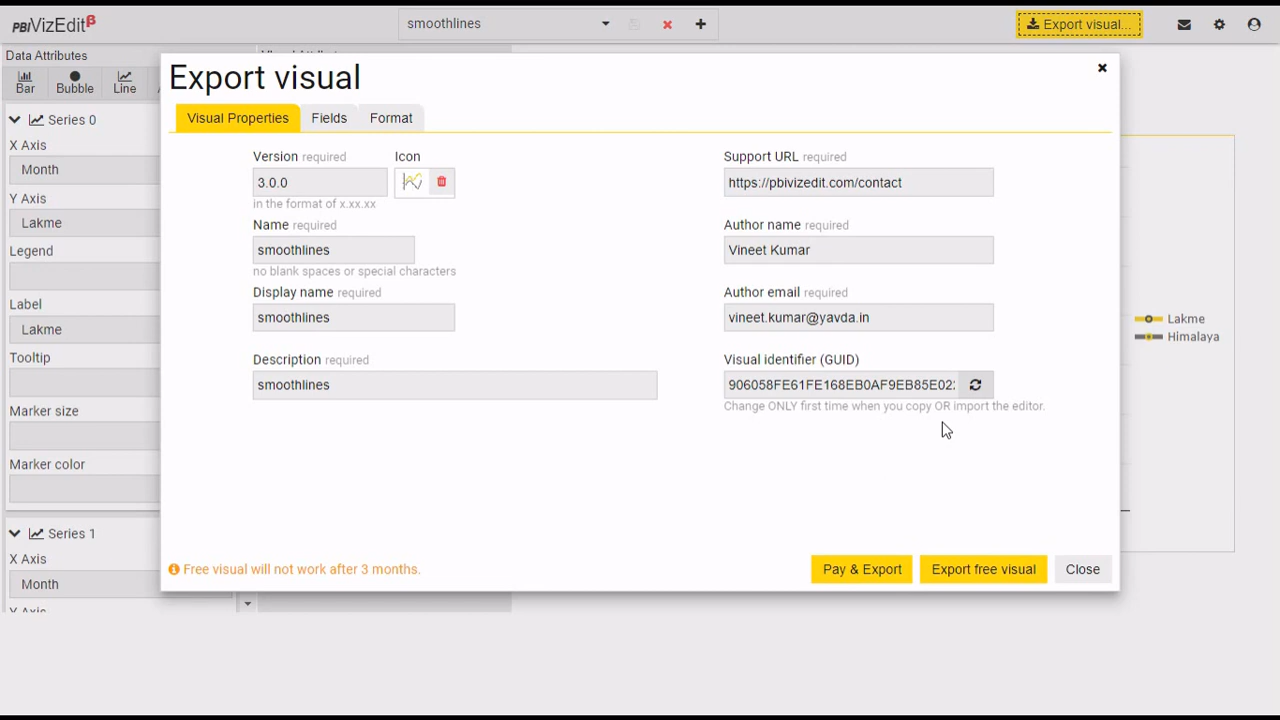 PBIVizEdit β
smoothlines
Export visual...
Data Attributes
Bar
Bubble
Line
Series 0
X Axis
Month
Y Axis
Lakme
Legend
Label
Lakme
Tooltip
Marker size
Marker color
Series 1
X Axis
Month
Export visual
Visual Properties
Fields
Format
Version required
3.0.0
in the format of x.xx.xx
Icon
Name required
smoothlines
no blank spaces or special characters
Display name required
smoothlines
Description required
smoothlines
Support URL required
https://pbivizedit.com/contact
Author name required
Vineet Kumar
Author email required
vineet.kumar@yavda.in
Visual identifier (GUID)
906058FE61FE168EB0AF9EB85E02
Change ONLY first time when you copy OR import the editor.
Free visual will not work after 3 months.
Pay & Export
Export free visual
Close
Lakme
Himalaya